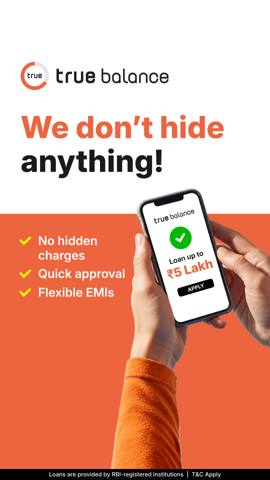 true true balance
We don't hide
anything!
No hidden
charges
Quick approval
Flexible EMIs
true balance
Loan up to
₹5 Lakh
APPLY
Loans are provided by RBI-registered institutions | T&C Apply